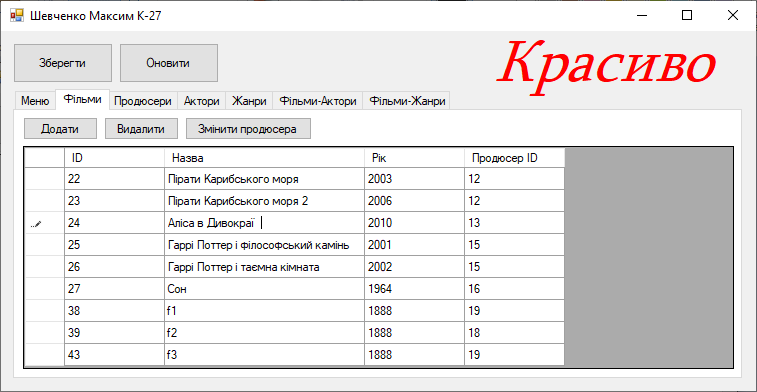 Шевченко Максим К-27
Зберегти Оновити Красиво
Меню Фільми Продюсери Актори Жанри Фільми-Актори Фільми-Жанри
Додати Видалити Змінити продюсера
ID Назва Рік Продюсер ID
22 Пірати Карибського моря 2003 12
23 Пірати Карибського моря 2 2006 12
24 Аліса в Дивокраї 2010 13
25 Гаррі Поттер і філософський камінь 2001 15
26 Гаррі Поттер і таємна кімната 2002 15
27 Сон 1964 16
38 f1 1888 19
39 f2 1888 18
43 f3 1888 19